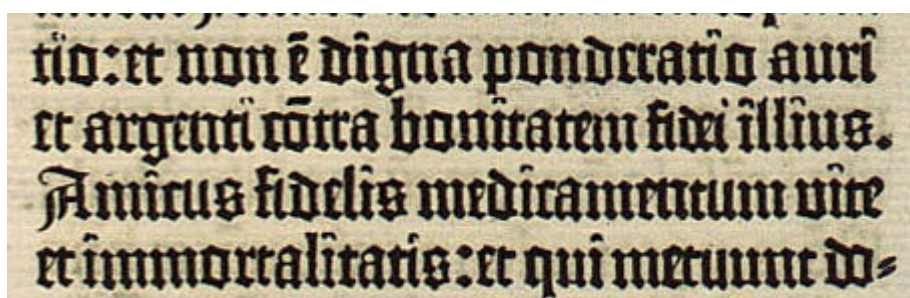 tio: et non ē digna ponderatio auri
et argenti cōtra bonitatem fidei illius.
Amicus fidelis medicamentum vite
et immortalitatis: et qui metuunt do-